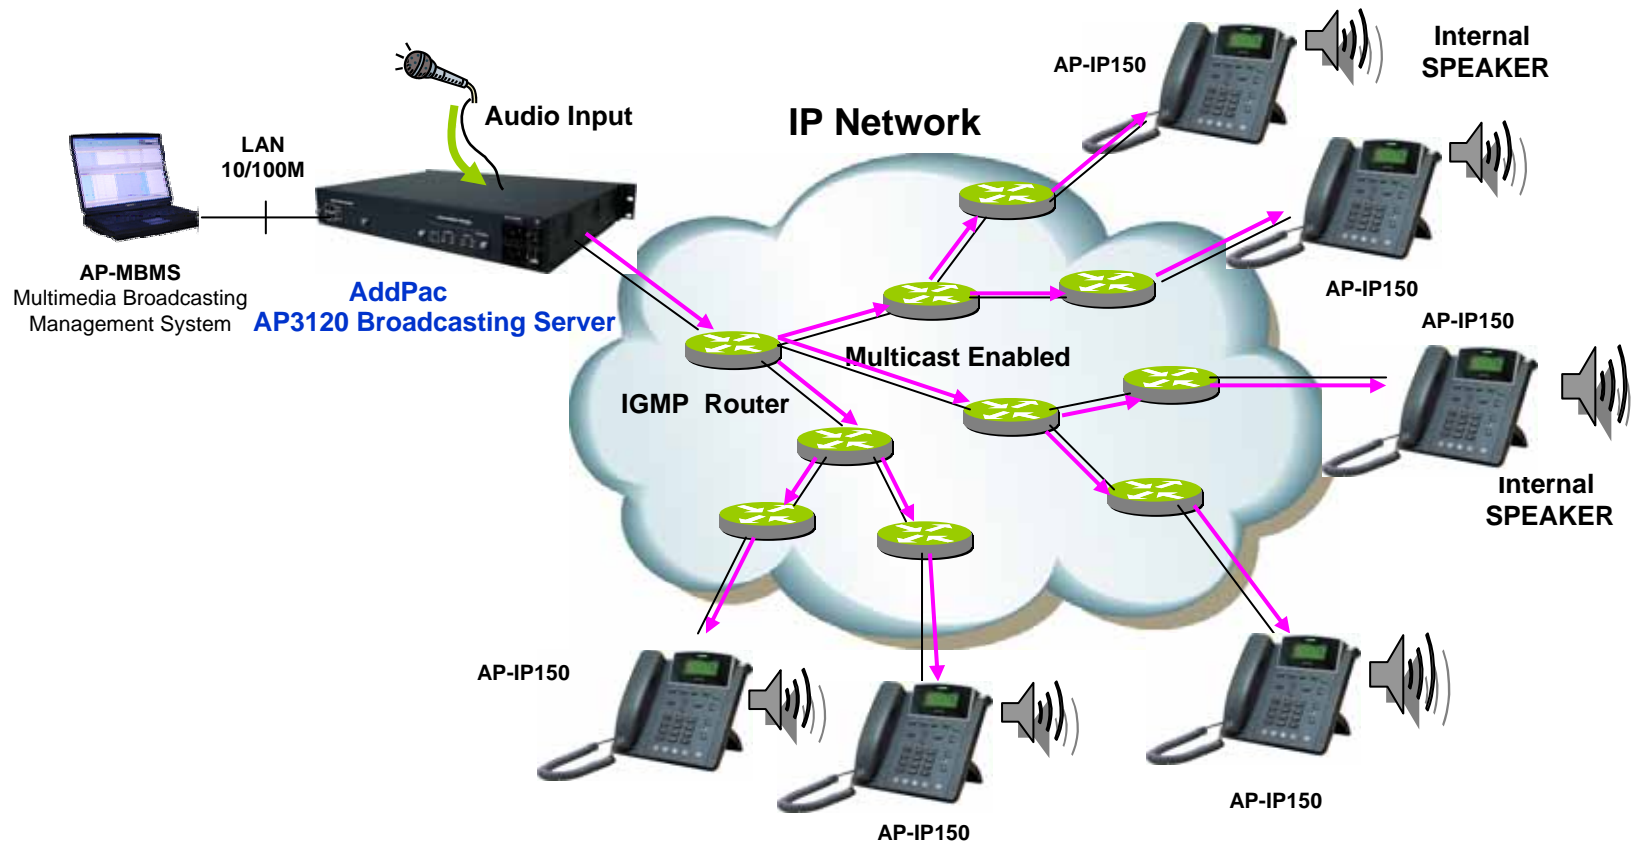 Internal
SPEAKER
AP-IP150
Audio Input
IP Network
LAN
10/100M
AP-MBMS
Multimedia Broadcasting
Management System
AddPac
AP3120 Broadcasting Server
AP-IP150
AP-IP150
Multicast Enabled
IGMP Router
Internal
SPEAKER
AP-IP150
AP-IP150
AP-IP150